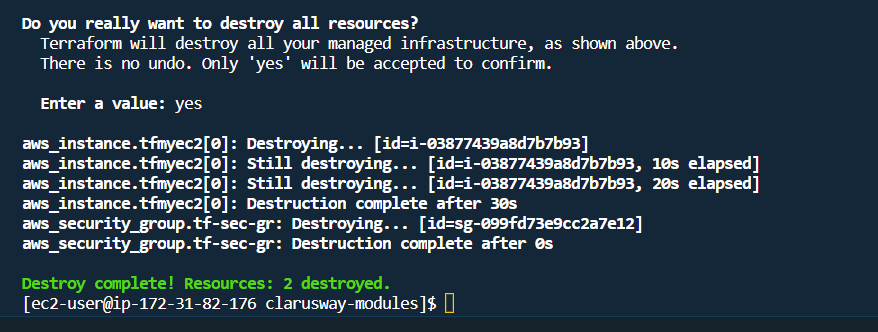 Do you really want to destroy all resources?
Terraform will destroy all your managed infrastructure, as shown above.
There is no undo. Only 'yes' will be accepted to confirm.
Enter a value: yes
aws_instance.tfmyec2[0]: Destroying... [id=i-03877439a8d7b7b93]
aws_instance.tfmyec2[0]: Still destroying... [id=i-03877439a8d7b7b93, 10s elapsed]
aws_instance.tfmyec2[0]: Still destroying... [id=i-03877439a8d7b7b93, 20s elapsed]
aws_instance.tfmyec2[0]: Destruction complete after 30s
aws_security_group.tf-sec-gr: Destroying... [id=sg-099fd73e9cc2a7e12]
aws_security_group.tf-sec-gr: Destruction complete after 0s
Destroy complete! Resources: 2 destroyed.
[ec2-user@ip-172-31-82-176 clarusway-modules]$